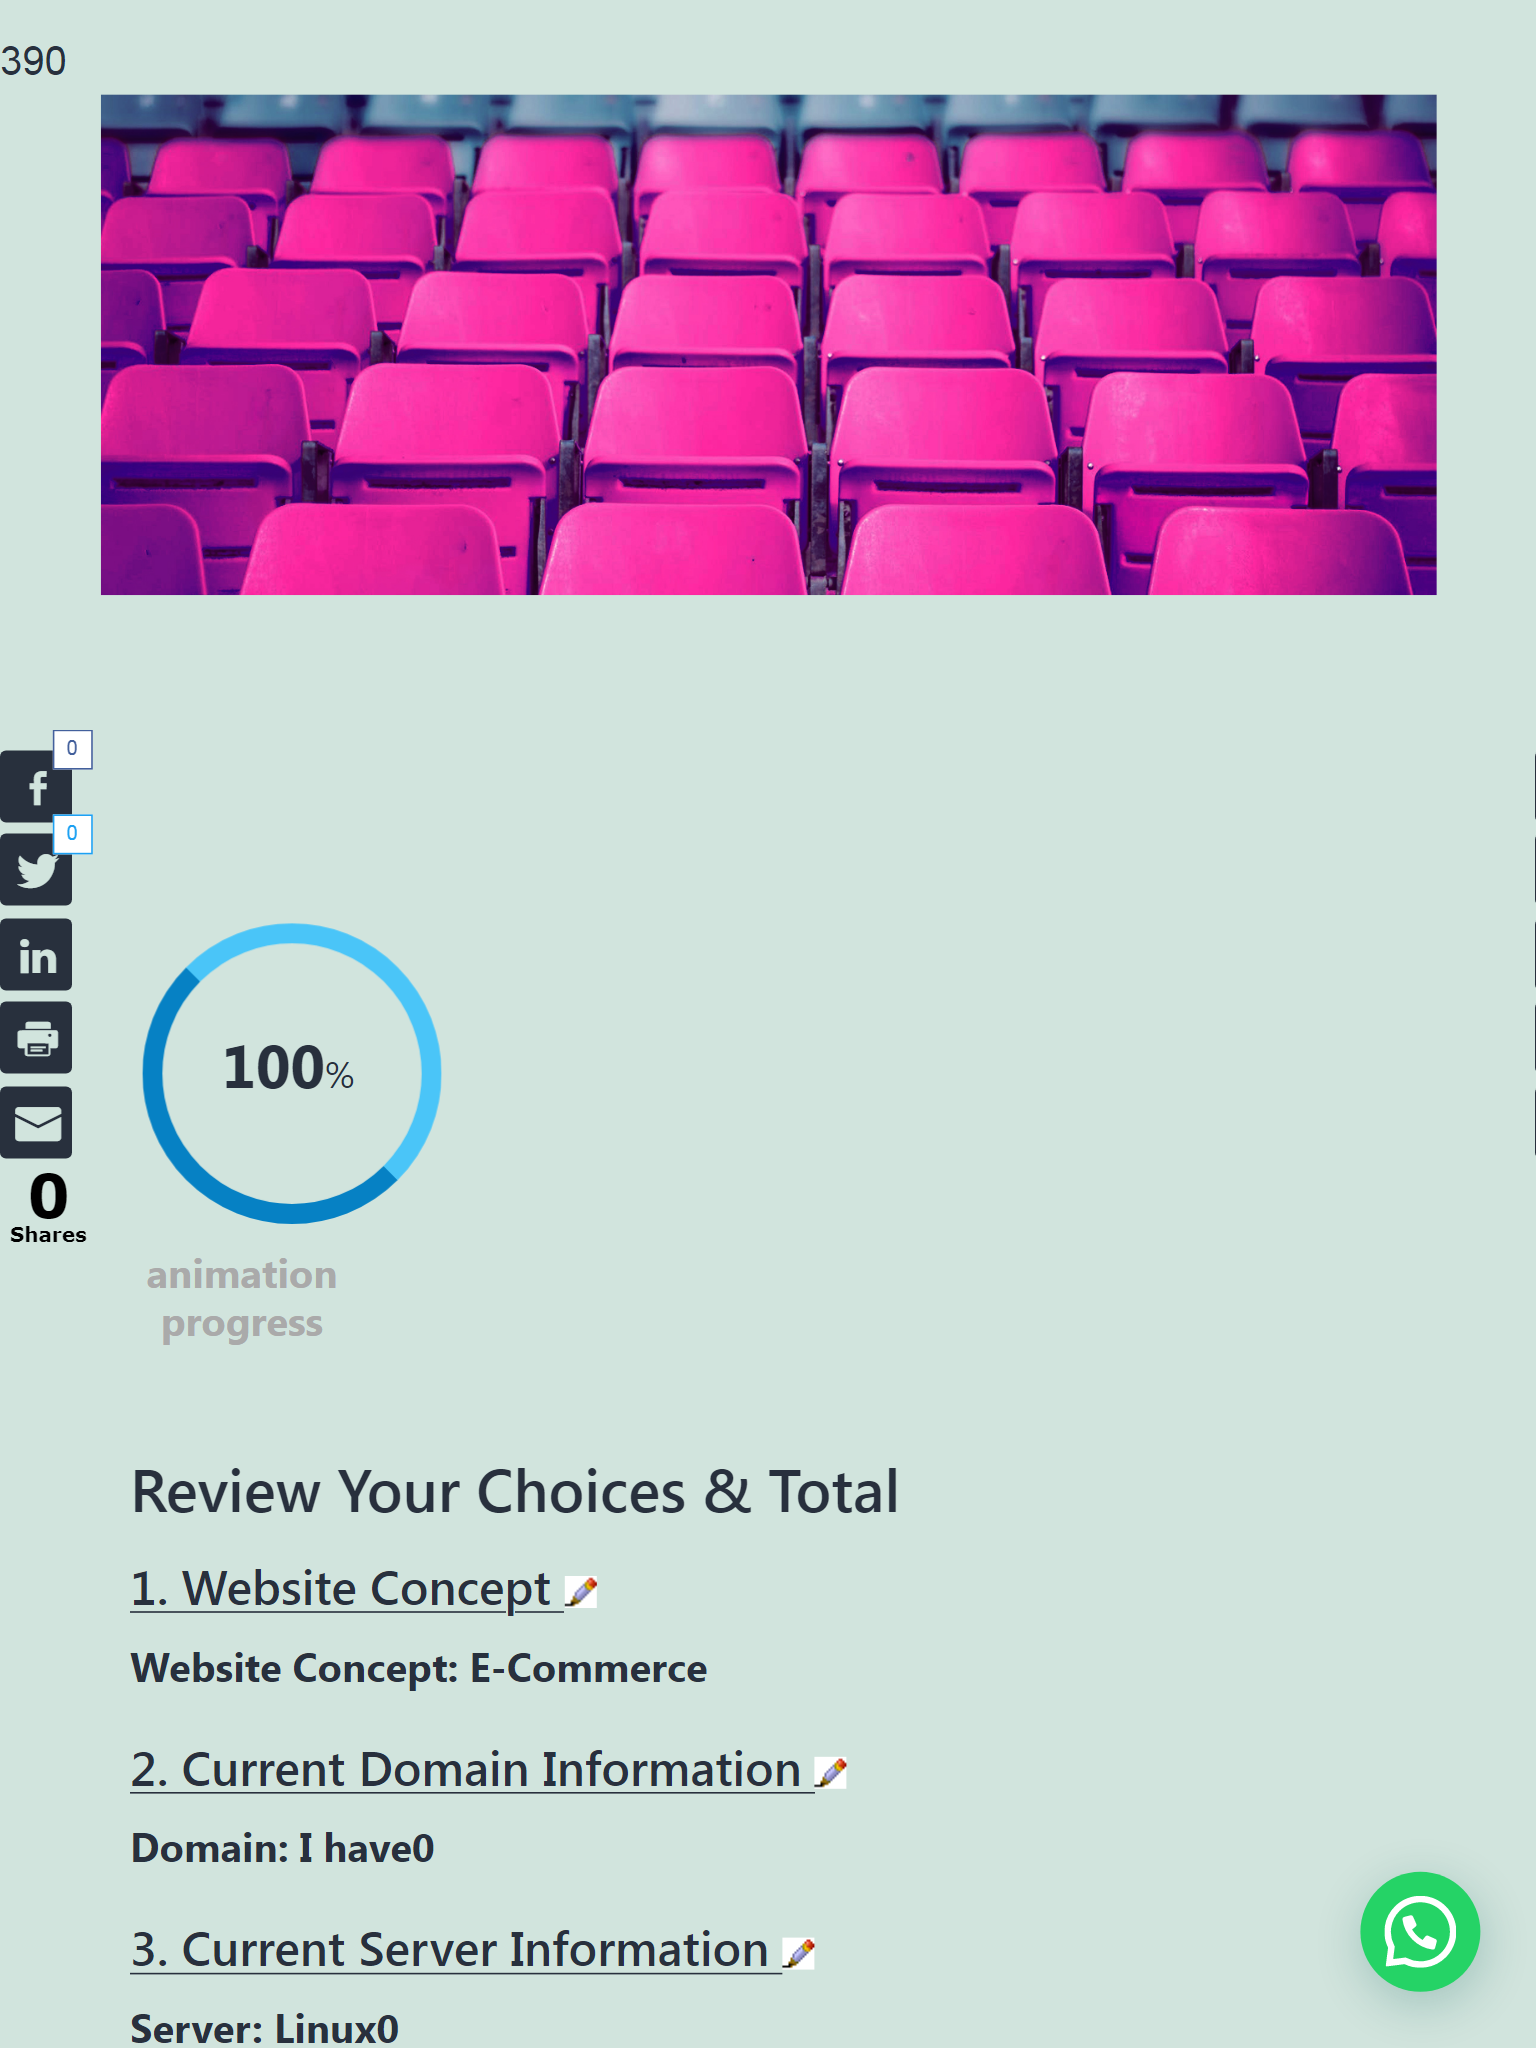 390
0
f
0
in
0
Shares
100%
animation
progress
Review Your Choices & Total
1. Website Concept
Website Concept: E-Commerce
2. Current Domain Information
Domain: I have0
3. Current Server Information
Server: Linux0